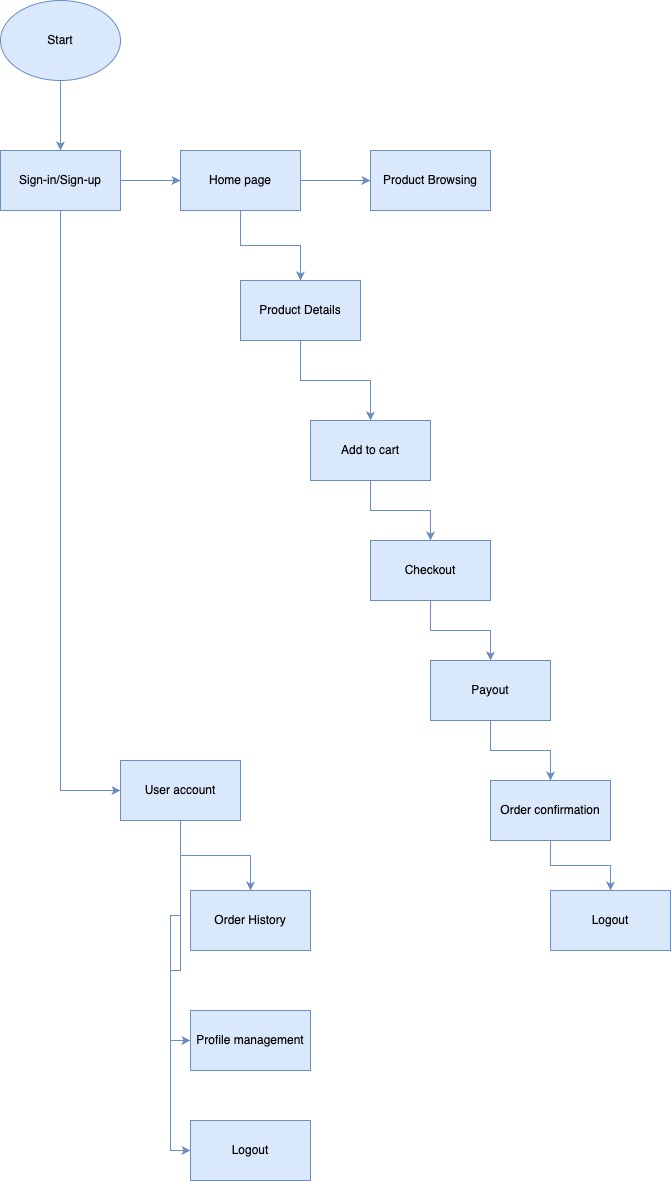 Start
Sign-in/Sign-up
Home page
Product Browsing
Product Details
Add to cart
Checkout
Payout
User account
Order confirmation
Order History
Logout
Profile management
Logout